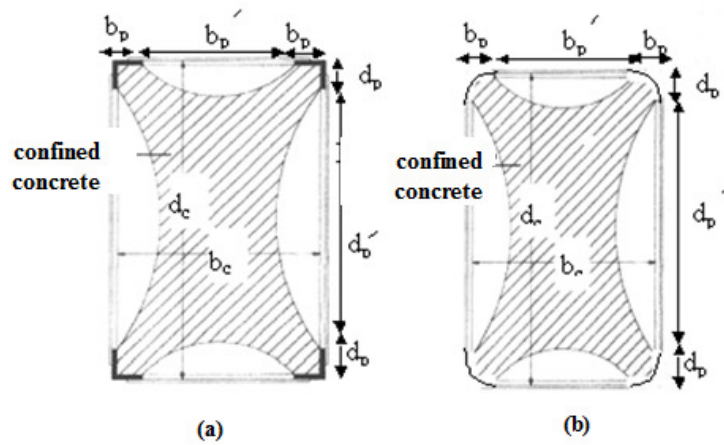 bp bp′ bp
dp
confined
concrete
dc
bc
dp′
dp
(a)
bp bp′ bp
dp
confined
concrete
dc
bc
dp′
dp
(b)